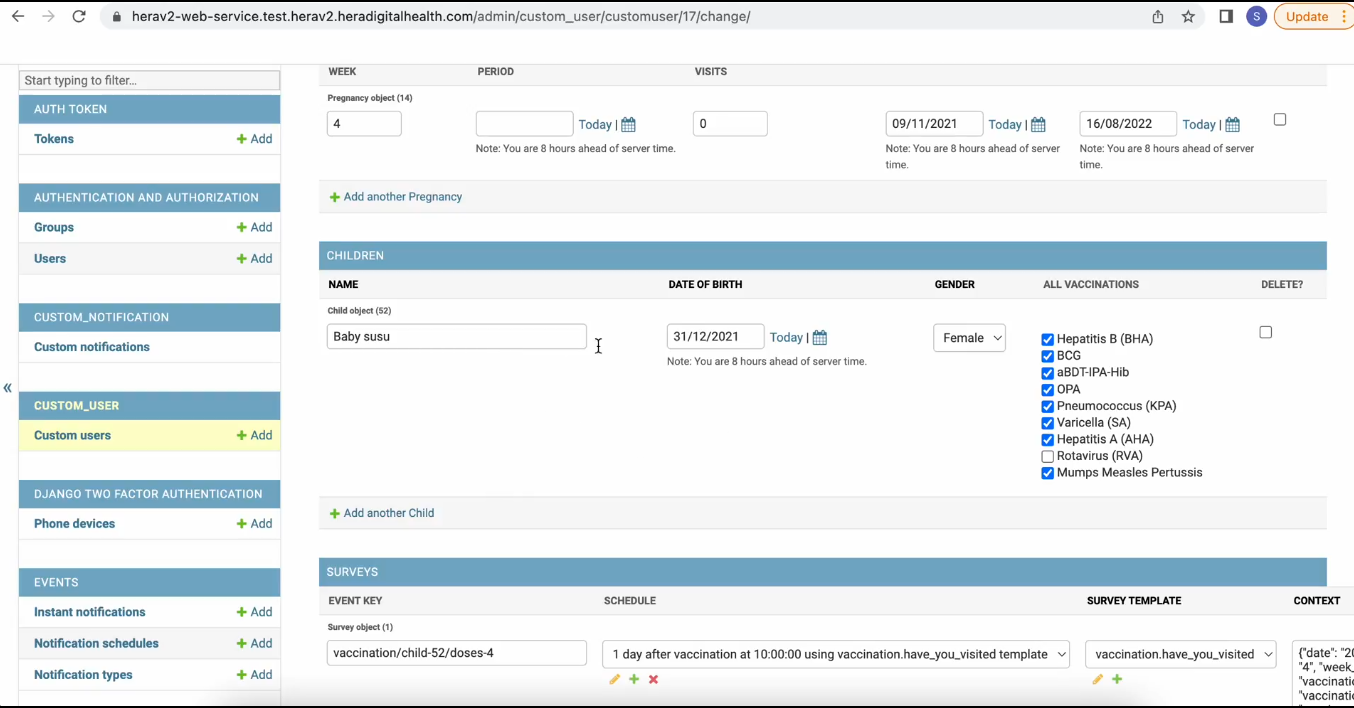 herav2-web-service.test.herav2.heradigitalhealth.com/admin/custom_user/customuser/17/change/
S
Update
Start typing to filter...
AUTH TOKEN
Tokens
Add
AUTHENTICATION AND AUTHORIZATION
Groups
Add
Users
Add
CUSTOM_NOTIFICATION
Custom notifications
«
CUSTOM_USER
Custom users
Add
DJANGO TWO FACTOR AUTHENTICATION
Phone devices
Add
EVENTS
Instant notifications
Add
Notification schedules
Add
Notification types
Add
WEEK PERIOD VISITS
Pregnancy object (14)
4 Today | 0 09/11/2021 Today | 16/08/2022 Today |
Note: You are 8 hours ahead of server time. Note: You are 8 hours ahead of server Note: You are 8 hours ahead of server
time. time.
Add another Pregnancy
CHILDREN
NAME DATE OF BIRTH GENDER ALL VACCINATIONS DELETE?
Child object (52)
Baby susu 31/12/2021 Today | Female
Note: You are 8 hours ahead of server time.
Hepatitis B (BHA)
BCG
aBDT-IPA-Hib
OPA
Pneumococcus (KPA)
Varicella (SA)
Hepatitis A (AHA)
Rotavirus (RVA)
Mumps Measles Pertussis
Add another Child
SURVEYS
EVENT KEY SCHEDULE SURVEY TEMPLATE CONTEXT
Survey object (1)
vaccination/child-52/doses-4 1 day after vaccination at 10:00:00 using vaccination.have_you_visited template vaccination.have_you_visited
{"date": "20
"4", "week_
"vaccinatio
"vaccinatio